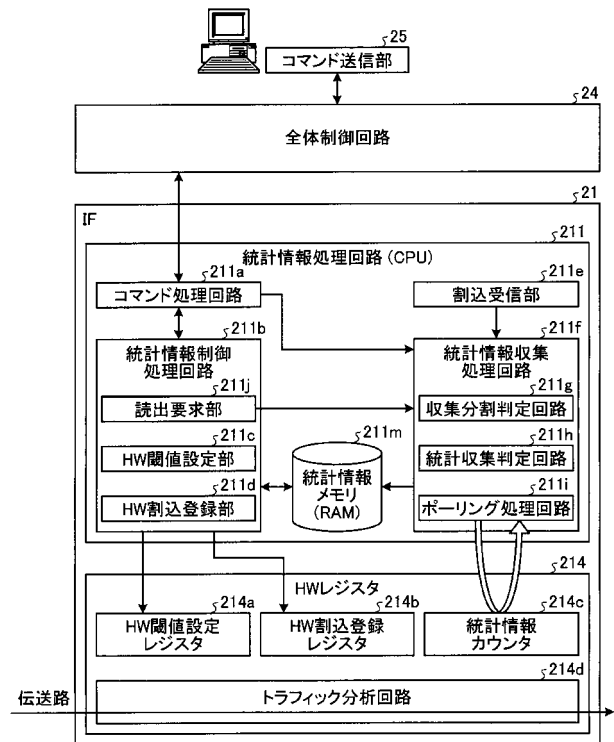 25
コマンド送信部
24
全体制御回路
21
IF
211
統計情報処理回路(CPU)
211a
コマンド処理回路
211e
割込受信部
211b
統計情報制御
処理回路
211f
統計情報収集
処理回路
211j
読出要求部
211g
収集分割判定回路
211c
HW閾値設定部
211m
統計情報
メモリ
(RAM)
211h
統計収集判定回路
211d
HW割込登録部
211i
ポーリング処理回路
214
HWレジスタ
214a
HW閾値設定
レジスタ
214b
HW割込登録
レジスタ
214c
統計情報
カウンタ
214d
伝送路
トラフィック分析回路